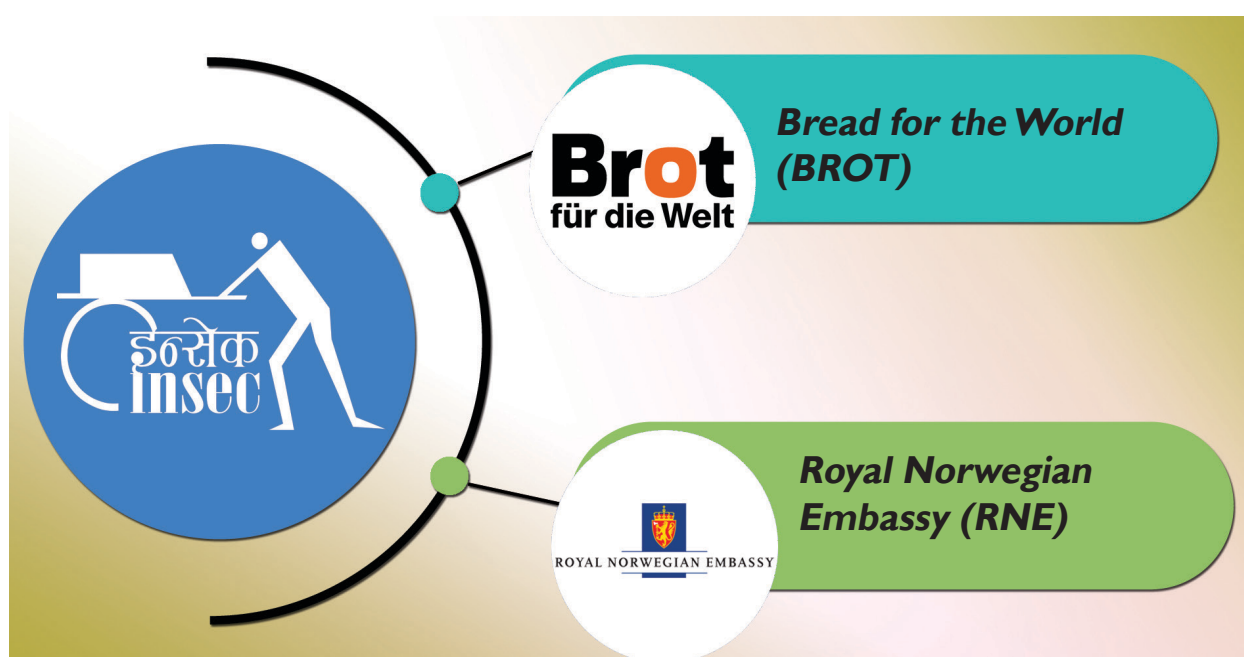 इन्सेक
insec
Brot
für die Welt
Bread for the World
(BROT)
ROYAL NORWEGIAN EMBASSY
Royal Norwegian
Embassy (RNE)